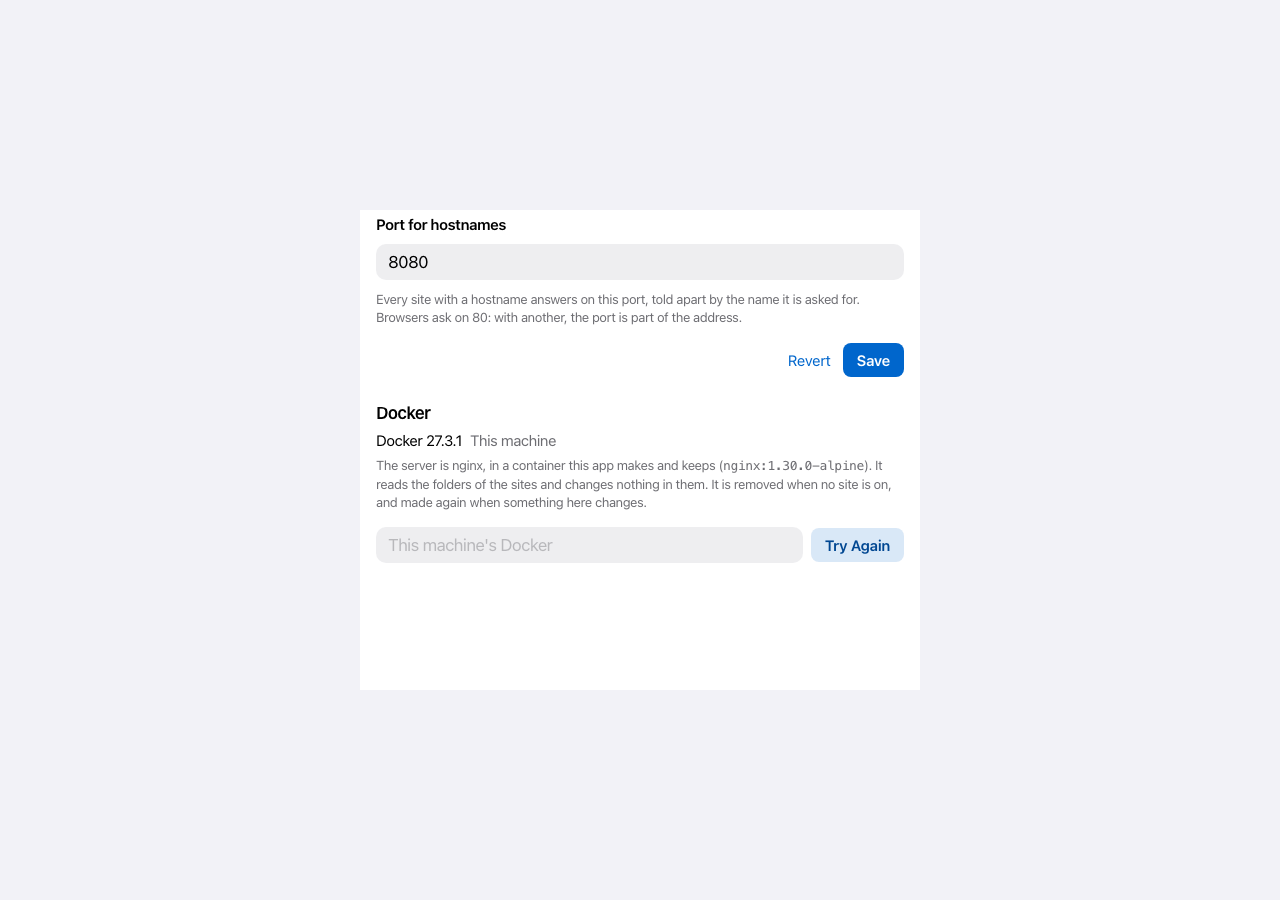 Port for hostnames
8080
Every site with a hostname answers on this port, told apart by the name it is asked for.
Browsers ask on 80: with another, the port is part of the address.
Revert Save
Docker
Docker 27.3.1 This machine
The server is nginx, in a container this app makes and keeps (nginx:1.30.0-alpine). It
reads the folders of the sites and changes nothing in them. It is removed when no site is on,
and made again when something here changes.
This machine's Docker Try Again